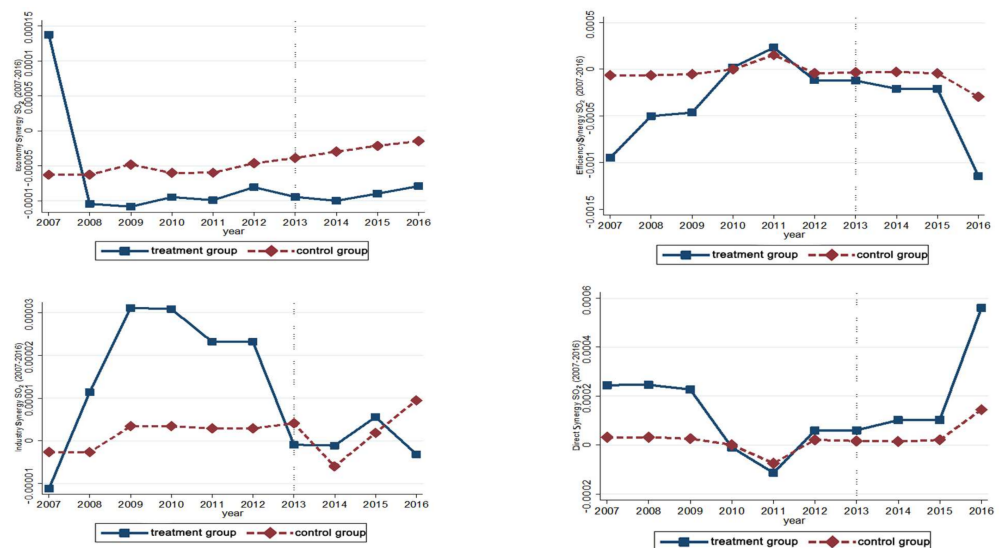 Economy Synergy SO₂ (2007-2016)
0.00015
0.0001
0.00005
0
-0.00005
-0.0001
2007 2008 2009 2010 2011 2012 2013 2014 2015 2016
year
treatment group control group
EfficiencySynergy SO₂ (2007-2016)
0.0005
0
-0.0005
-0.001
-0.0015
2007 2008 2009 2010 2011 2012 2013 2014 2015 2016
year
treatment group control group
Industry Synergy SO₂ (2007-2016)
0.00003
0.00002
0.00001
0
-0.00001
2007 2008 2009 2010 2011 2012 2013 2014 2015 2016
year
treatment group control group
Direct Synergy SO₂ (2007-2016)
0.0006
0.0004
0.0002
0
-0.0002
2007 2008 2009 2010 2011 2012 2013 2014 2015 2016
year
treatment group control group